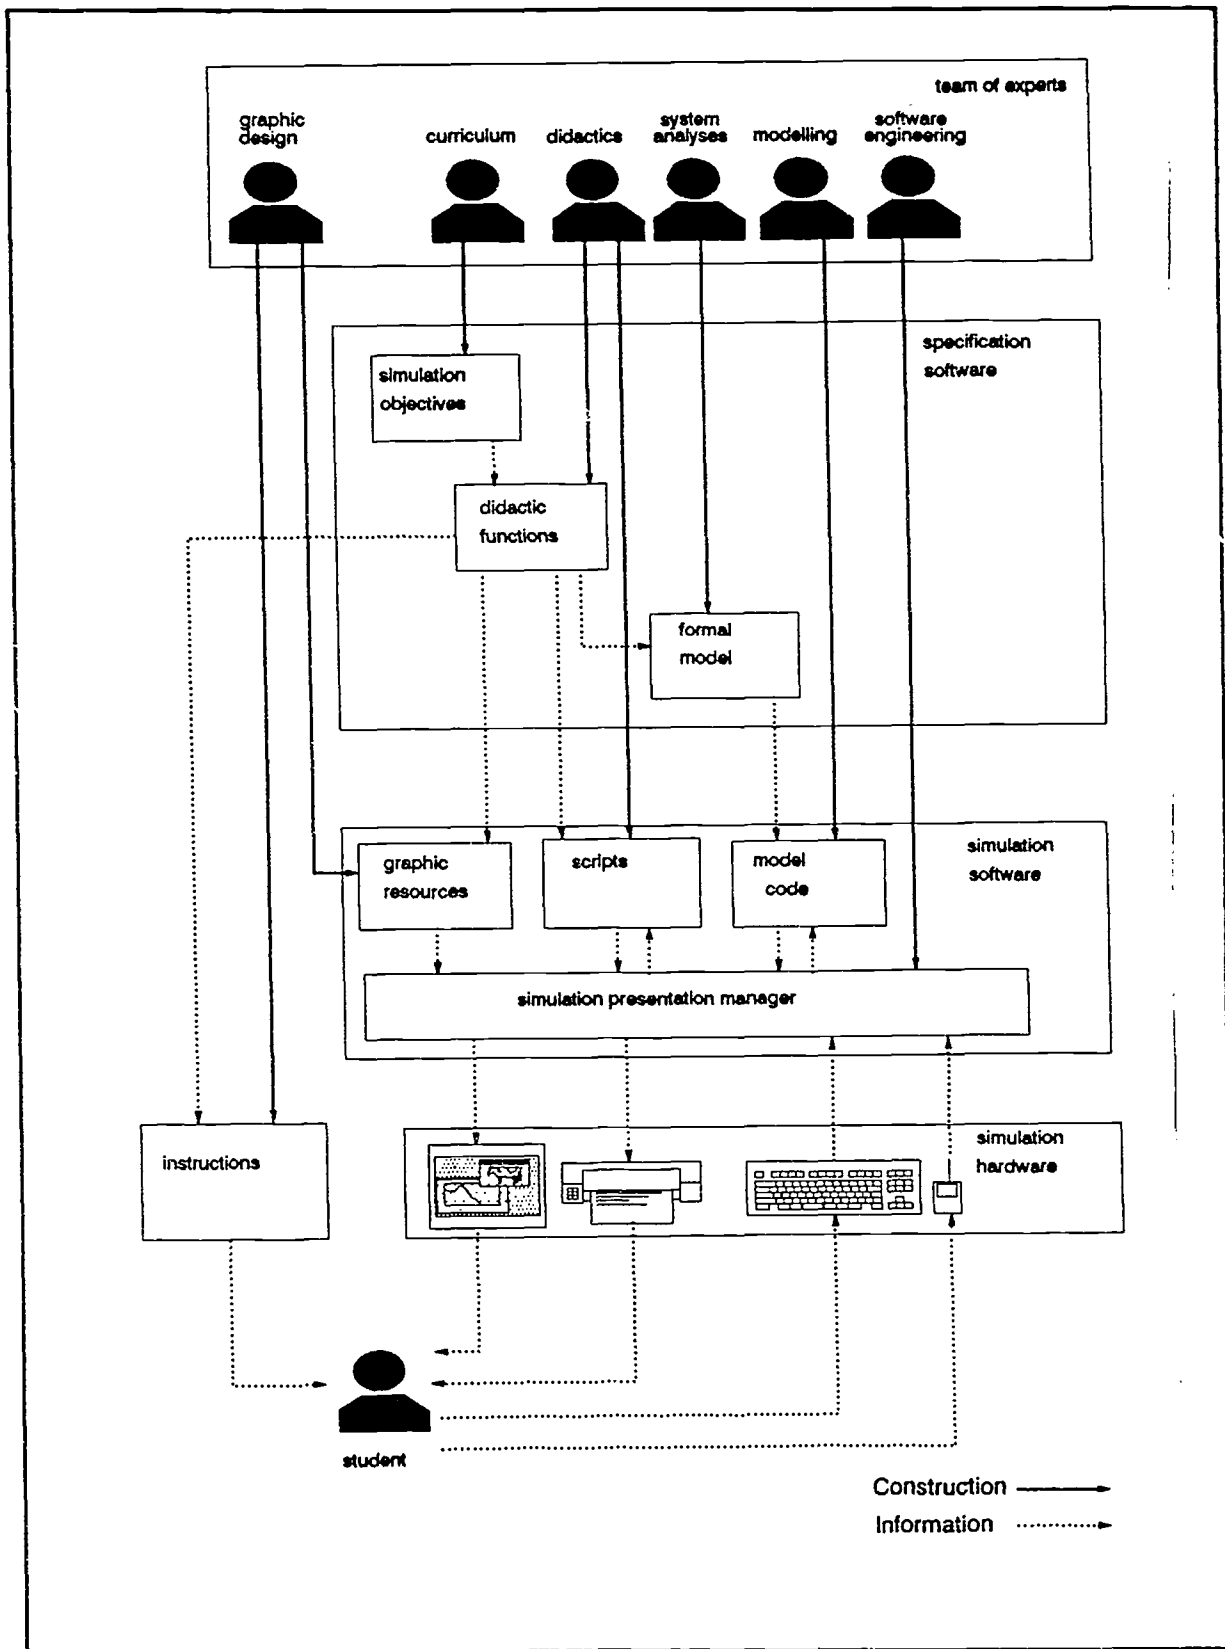 team of experts
graphic
design
curriculum
didactics
system
analyses
modelling
software
engineering
specification
software
simulation
objectives
didactic
functions
formal
model
simulation
software
graphic
resources
scripts
model
code
simulation presentation manager
instructions
simulation
hardware
student
Construction
Information